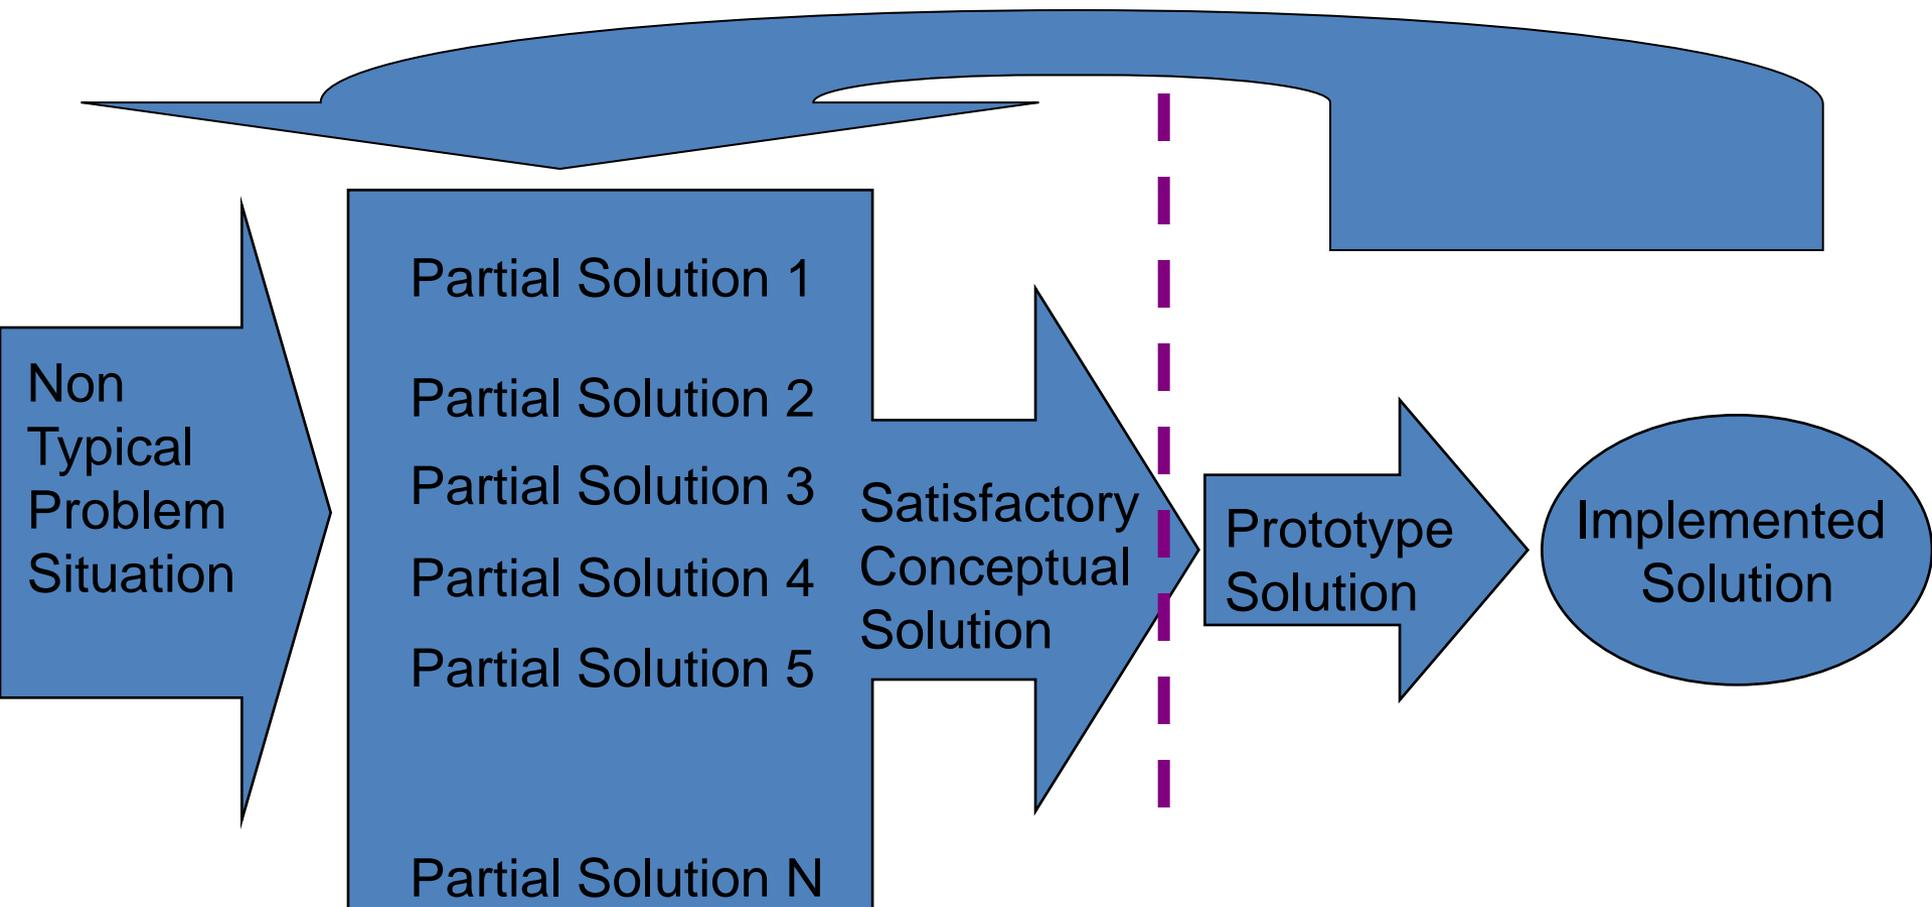 Non
Typical
Problem
Situation
Partial Solution 1
Partial Solution 2
Partial Solution 3
Partial Solution 4
Partial Solution 5
Partial Solution N
Satisfactory
Conceptual
Solution
Prototype
Solution
Implemented
Solution